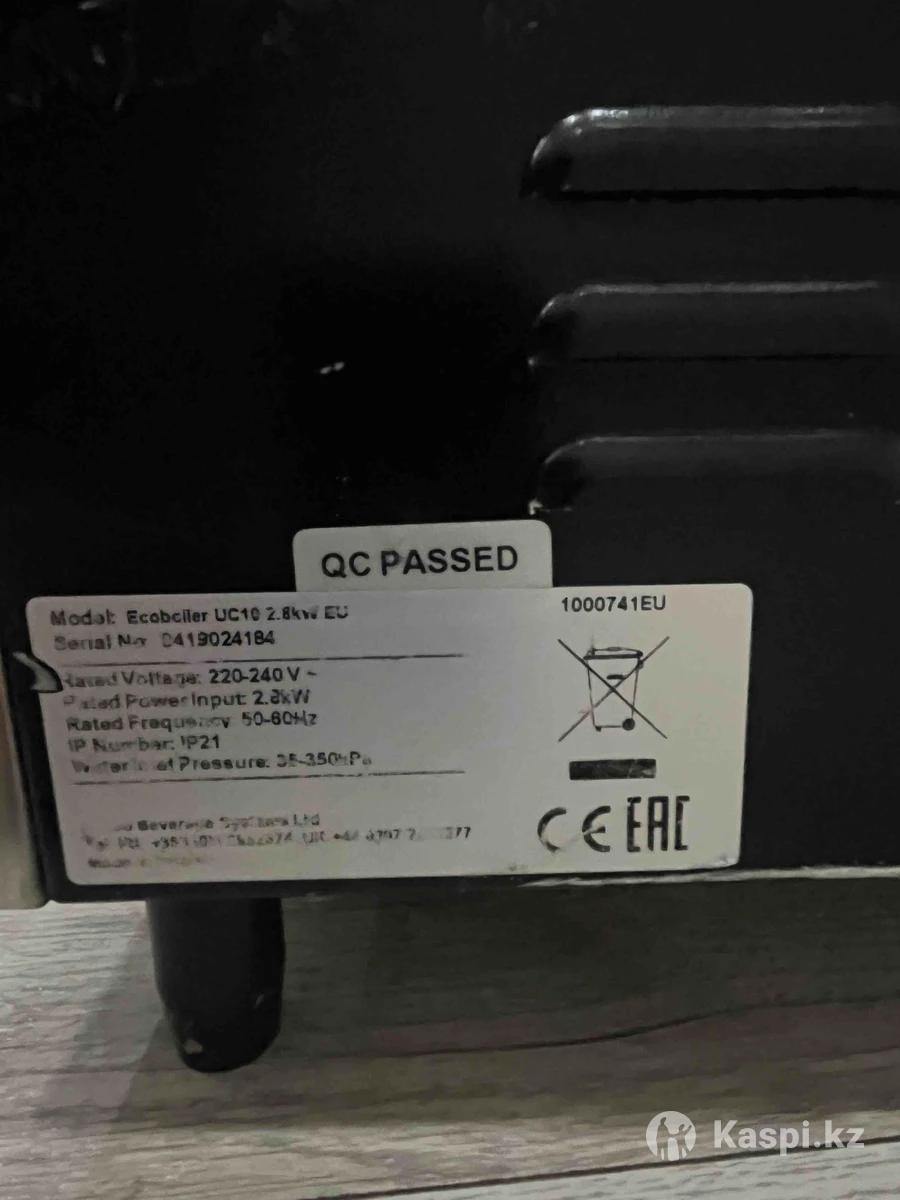 QC PASSED
Model: Ecoboiler UC10 2.8kW EU
1000741EU
Serial No: 0419024184
Rated Voltage: 220-240 V ~
Rated Power Input: 2.8kW
Rated Frequency: 50-60Hz
IP Number: IP21
Water Inlet Pressure: 35-350kPa
Beverage Systems Ltd
CE EAC
Kaspi.kz